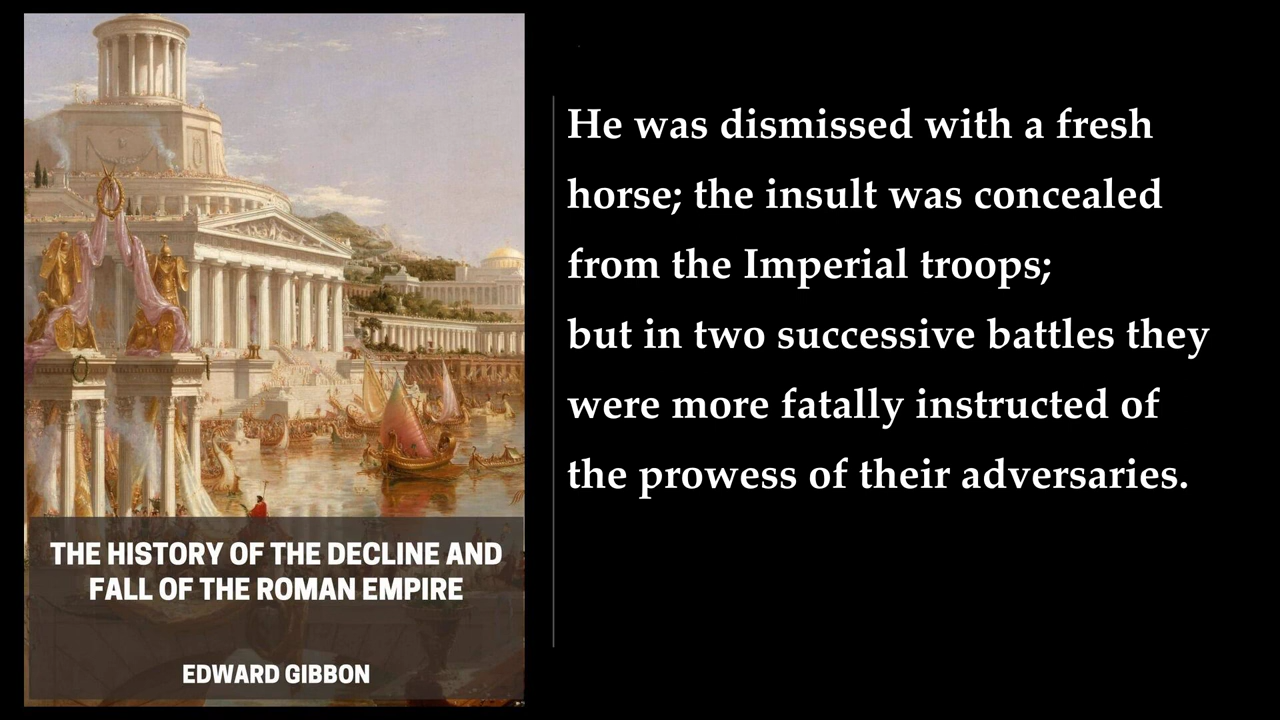 THE HISTORY OF THE DECLINE AND
FALL OF THE ROMAN EMPIRE
EDWARD GIBBON
He was dismissed with a fresh
horse; the insult was concealed
from the Imperial troops;
but in two successive battles they
were more fatally instructed of
the prowess of their adversaries.